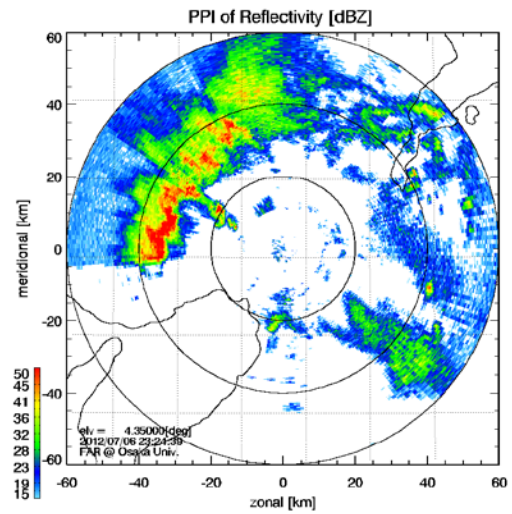 PPI of Reflectivity [dBZ]
60
40
20
0
-20
-40
-60
meridional [km]
50
45
41
36
32
28
23
19
15
elv = 4.35000[deg]
2012/07/06 23:24:39
FAR @ Osaka Univ.
-60 -40 -20 0 20 40 60
zonal [km]